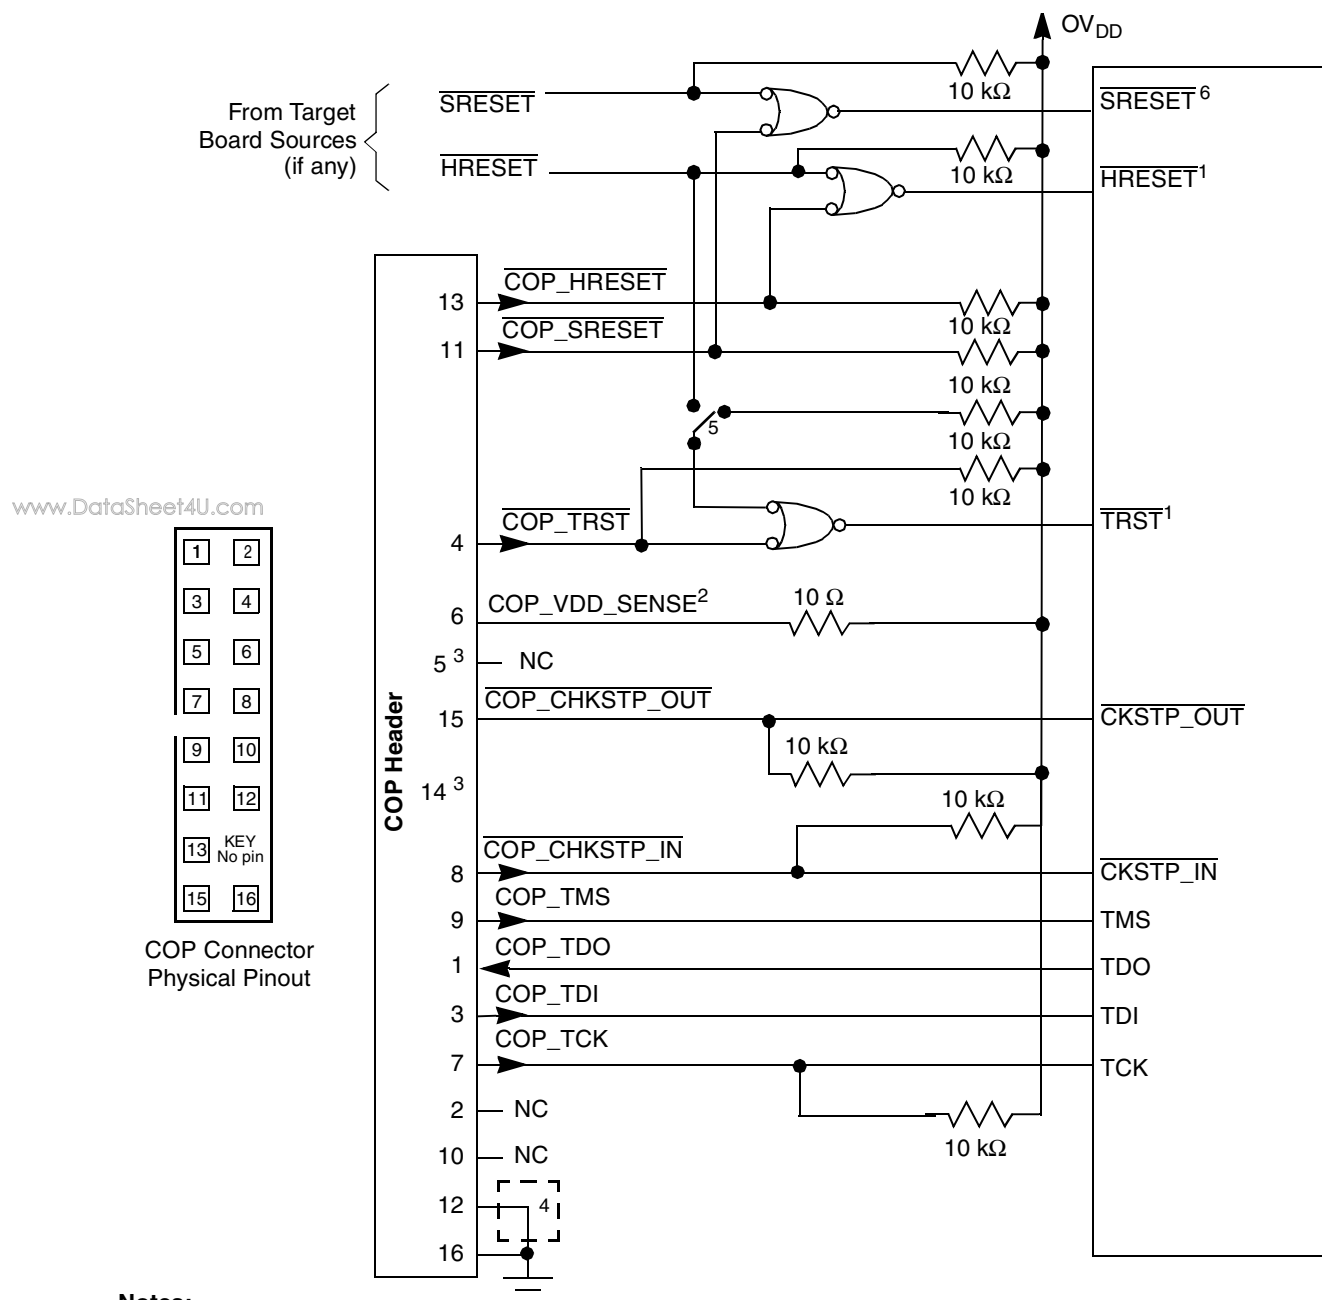 OVDD
10 kΩ
From Target
Board Sources
(if any)
SRESET
SRESET6
HRESET
10 kΩ
HRESET1
COP_HRESET
13
10 kΩ
COP_SRESET
11
10 kΩ
5
10 kΩ
10 kΩ
www.DataSheet4U.com
COP_TRST
4
TRST1
1 2
3 4
5 6
7 8
9 10
11 12
13 KEY
No pin
15 16
COP Connector
Physical Pinout
COP Header
6
COP_VDD_SENSE2
10 Ω
5 3
NC
COP_CHKSTP_OUT
15
CKSTP_OUT
10 kΩ
14 3
10 kΩ
COP_CHKSTP_IN
8
CKSTP_IN
COP_TMS
9
TMS
COP_TDO
1
TDO
COP_TDI
3
TDI
COP_TCK
7
TCK
2
NC
10 kΩ
10
NC
12
4
16
Notes: